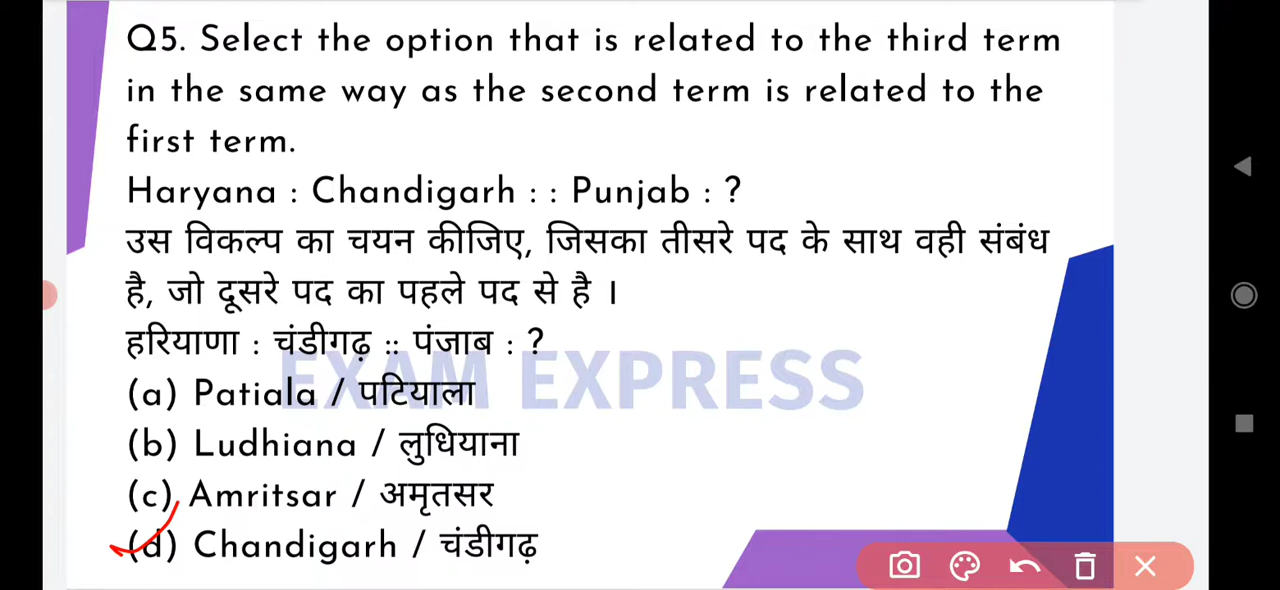 Q5. Select the option that is related to the third term
in the same way as the second term is related to the
first term.
Haryana : Chandigarh : : Punjab : ?
उस विकल्प का चयन कीजिए, जिसका तीसरे पद के साथ वही संबंध
है, जो दूसरे पद का पहले पद से है ।
हरियाणा : चंडीगढ़ :: पंजाब : ?
EXAM EXPRESS
(a) Patiala / पटियाला
(b) Ludhiana / लुधियाना
(c) Amritsar / अमृतसर
(d) Chandigarh / चंडीगढ़